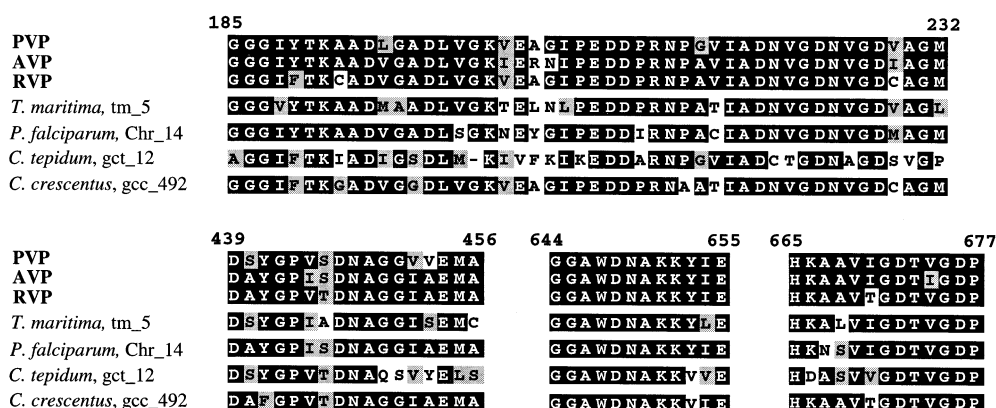 185 232
PVP GGGIYTKAADLGADLVGKVEAGIPEDDPRNPGVIADNVGDNVGDVAGM
AVP GGGIYTKAADVGADLVGKIERNIPEDDPRNPAVIADNVGDNVGDIAGM
RVP GGGIFTKCADVGADLVGKVEAGIPEDDPRNPAVIADNVGDNVGDCAGM
T. maritima, tm_5 GGGVYTKAADMAADLVGKTELNLPEDDPRNPATIADNVGDNVGDVAGL
P. falciparum, Chr_14 GGGIYTKAADVGADLSGKNEYGIPEDDIRNPACIADNVGDNVGDMAGM
C. tepidum, gct_12 AGGIFTKIADIGSDLM-KIVFKIKEDDARNPGVIADCTGDNAGDSVGP
C. crescentus, gcc_492 GGGIFTKGADVGGDLVGKVEAGIPEDDPRNAATIADNVGDNVGDCAGM
439 456 644 655 665 677
PVP DSYGPVSDNAGGVVEMA GGAWDNAKKYIE HKAAVIGDTVGDP
AVP DAYGPISDNAGGIAEMA GGAWDNAKKYIE HKAAVIGDTIGDP
RVP DAYGPVTDNAGGIAEMA GGAWDNAKKYIE HKAAVTGDTVGDP
T. maritima, tm_5 DSYGPIADNAGGISEMC GGAWDNAKKYLE HKALVIGDTVGDP
P. falciparum, Chr_14 DAYGPISDNAGGIAEMA GGAWDNAKKYIE HKNSVIGDTVGDP
C. tepidum, gct_12 DSYGPVTDNAQSVYELS GGAWDNAKKVVE HDASVVGDTVGDP
C. crescentus, gcc_492 DAFGPVTDNAGGIAEMA GGAWDNAKKVIE HKAAVTGDTVGDP